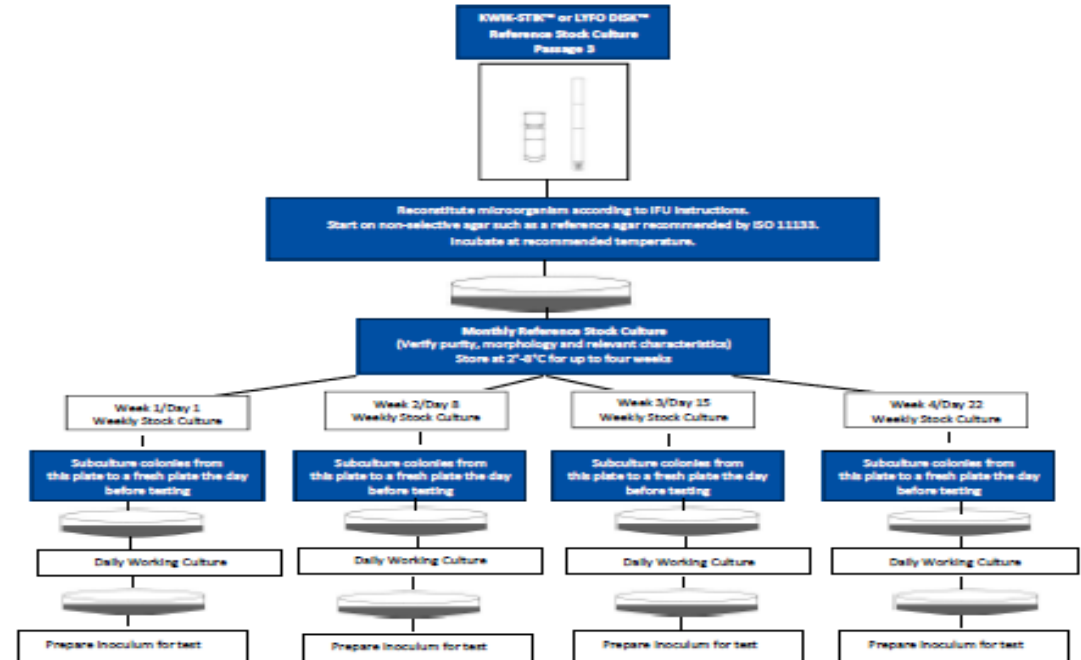 KWIK-STIK™ or LYFO DISK™
Reference Stock Culture
Passage 3
Reconstitute microorganism according to IFU instructions.
Start on non-selective agar such as a reference agar recommended by ISO 11133.
Incubate at recommended temperature.
Monthly Reference Stock Culture
(Verify purity, morphology and relevant characteristics)
Store at 2°-8°C for up to four weeks
Week 1/Day 1
Weekly Stock Culture
Week 2/Day 8
Weekly Stock Culture
Week 3/Day 15
Weekly Stock Culture
Week 4/Day 22
Weekly Stock Culture
Subculture colonies from
this plate to a fresh plate the day
before testing
Subculture colonies from
this plate to a fresh plate the day
before testing
Subculture colonies from
this plate to a fresh plate the day
before testing
Subculture colonies from
this plate to a fresh plate the day
before testing
Daily Working Culture
Daily Working Culture
Daily Working Culture
Daily Working Culture
Prepare Inoculum for test
Prepare Inoculum for test
Prepare Inoculum for test
Prepare Inoculum for test